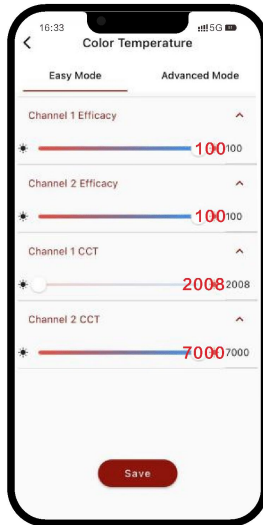 16:33 5G
Color Temperature
Easy Mode Advanced Mode
Channel 1 Efficacy
100 100
Channel 2 Efficacy
100 100
Channel 1 CCT
2008 2008
Channel 2 CCT
7000 7000
Save